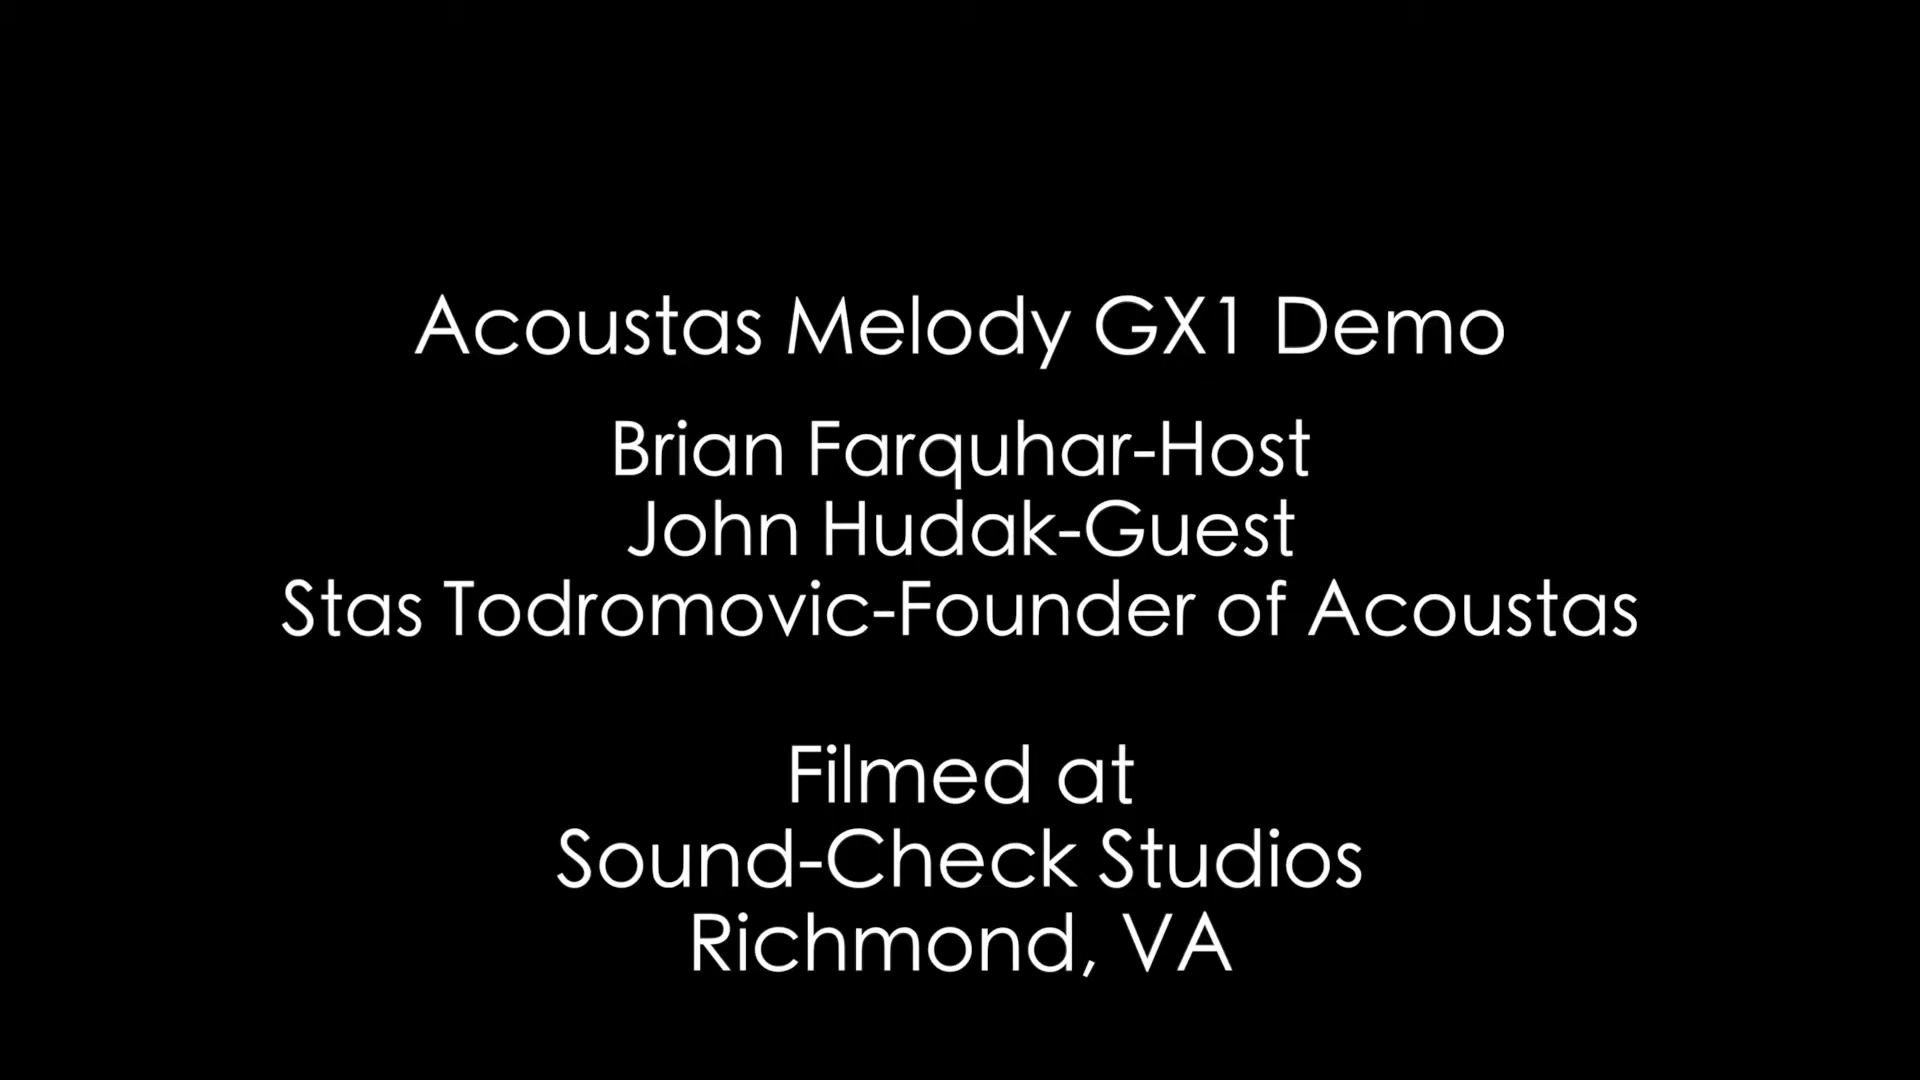 Acoustas Melody GX1 Demo
Brian Farquhar-Host
John Hudak-Guest
Stas Todromovic-Founder of Acoustas
Filmed at
Sound-Check Studios
Richmond, VA